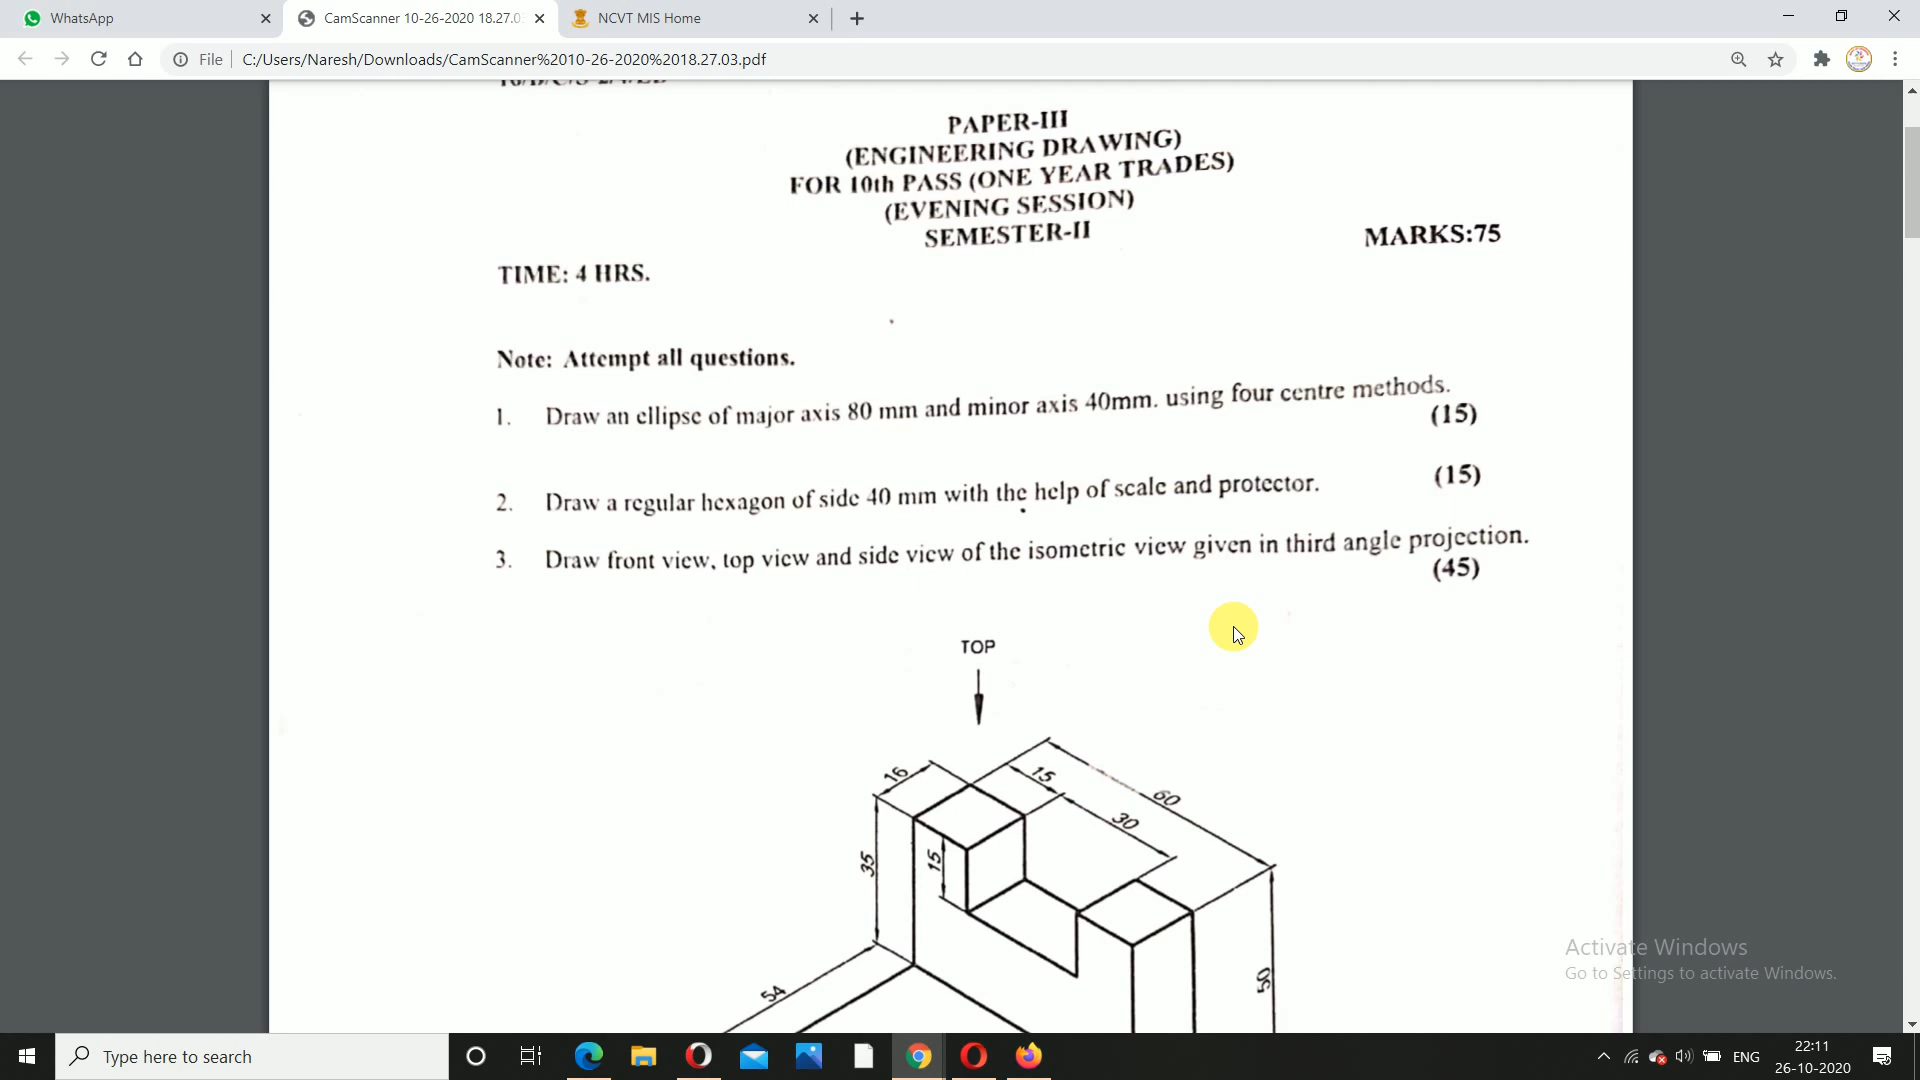 WhatsApp
CamScanner 10-26-2020 18.27.0
NCVT MIS Home
File
C:/Users/Naresh/Downloads/CamScanner%2010-26-2020%2018.27.03.pdf
PAPER-III
(ENGINEERING DRAWING)
FOR 10th PASS (ONE YEAR TRADES)
(EVENING SESSION)
SEMESTER-II
MARKS:75
TIME: 4 HRS.
Note: Attempt all questions.
1. Draw an ellipse of major axis 80 mm and minor axis 40mm. using four centre methods.
(15)
2. Draw a regular hexagon of side 40 mm with the help of scale and protector. (15)
3. Draw front view, top view and side view of the isometric view given in third angle projection.
(45)
TOP
16
15
60
30
35
15
50
54
Activate Windows
Go to Settings to activate Windows.
Type here to search
ENG
22:11
26-10-2020